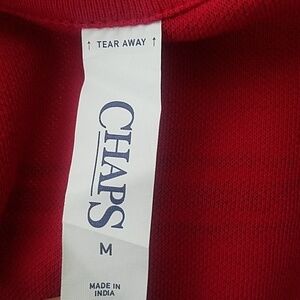 ↑ TEAR AWAY ↑
CHAPS
M
MADE IN
INDIA